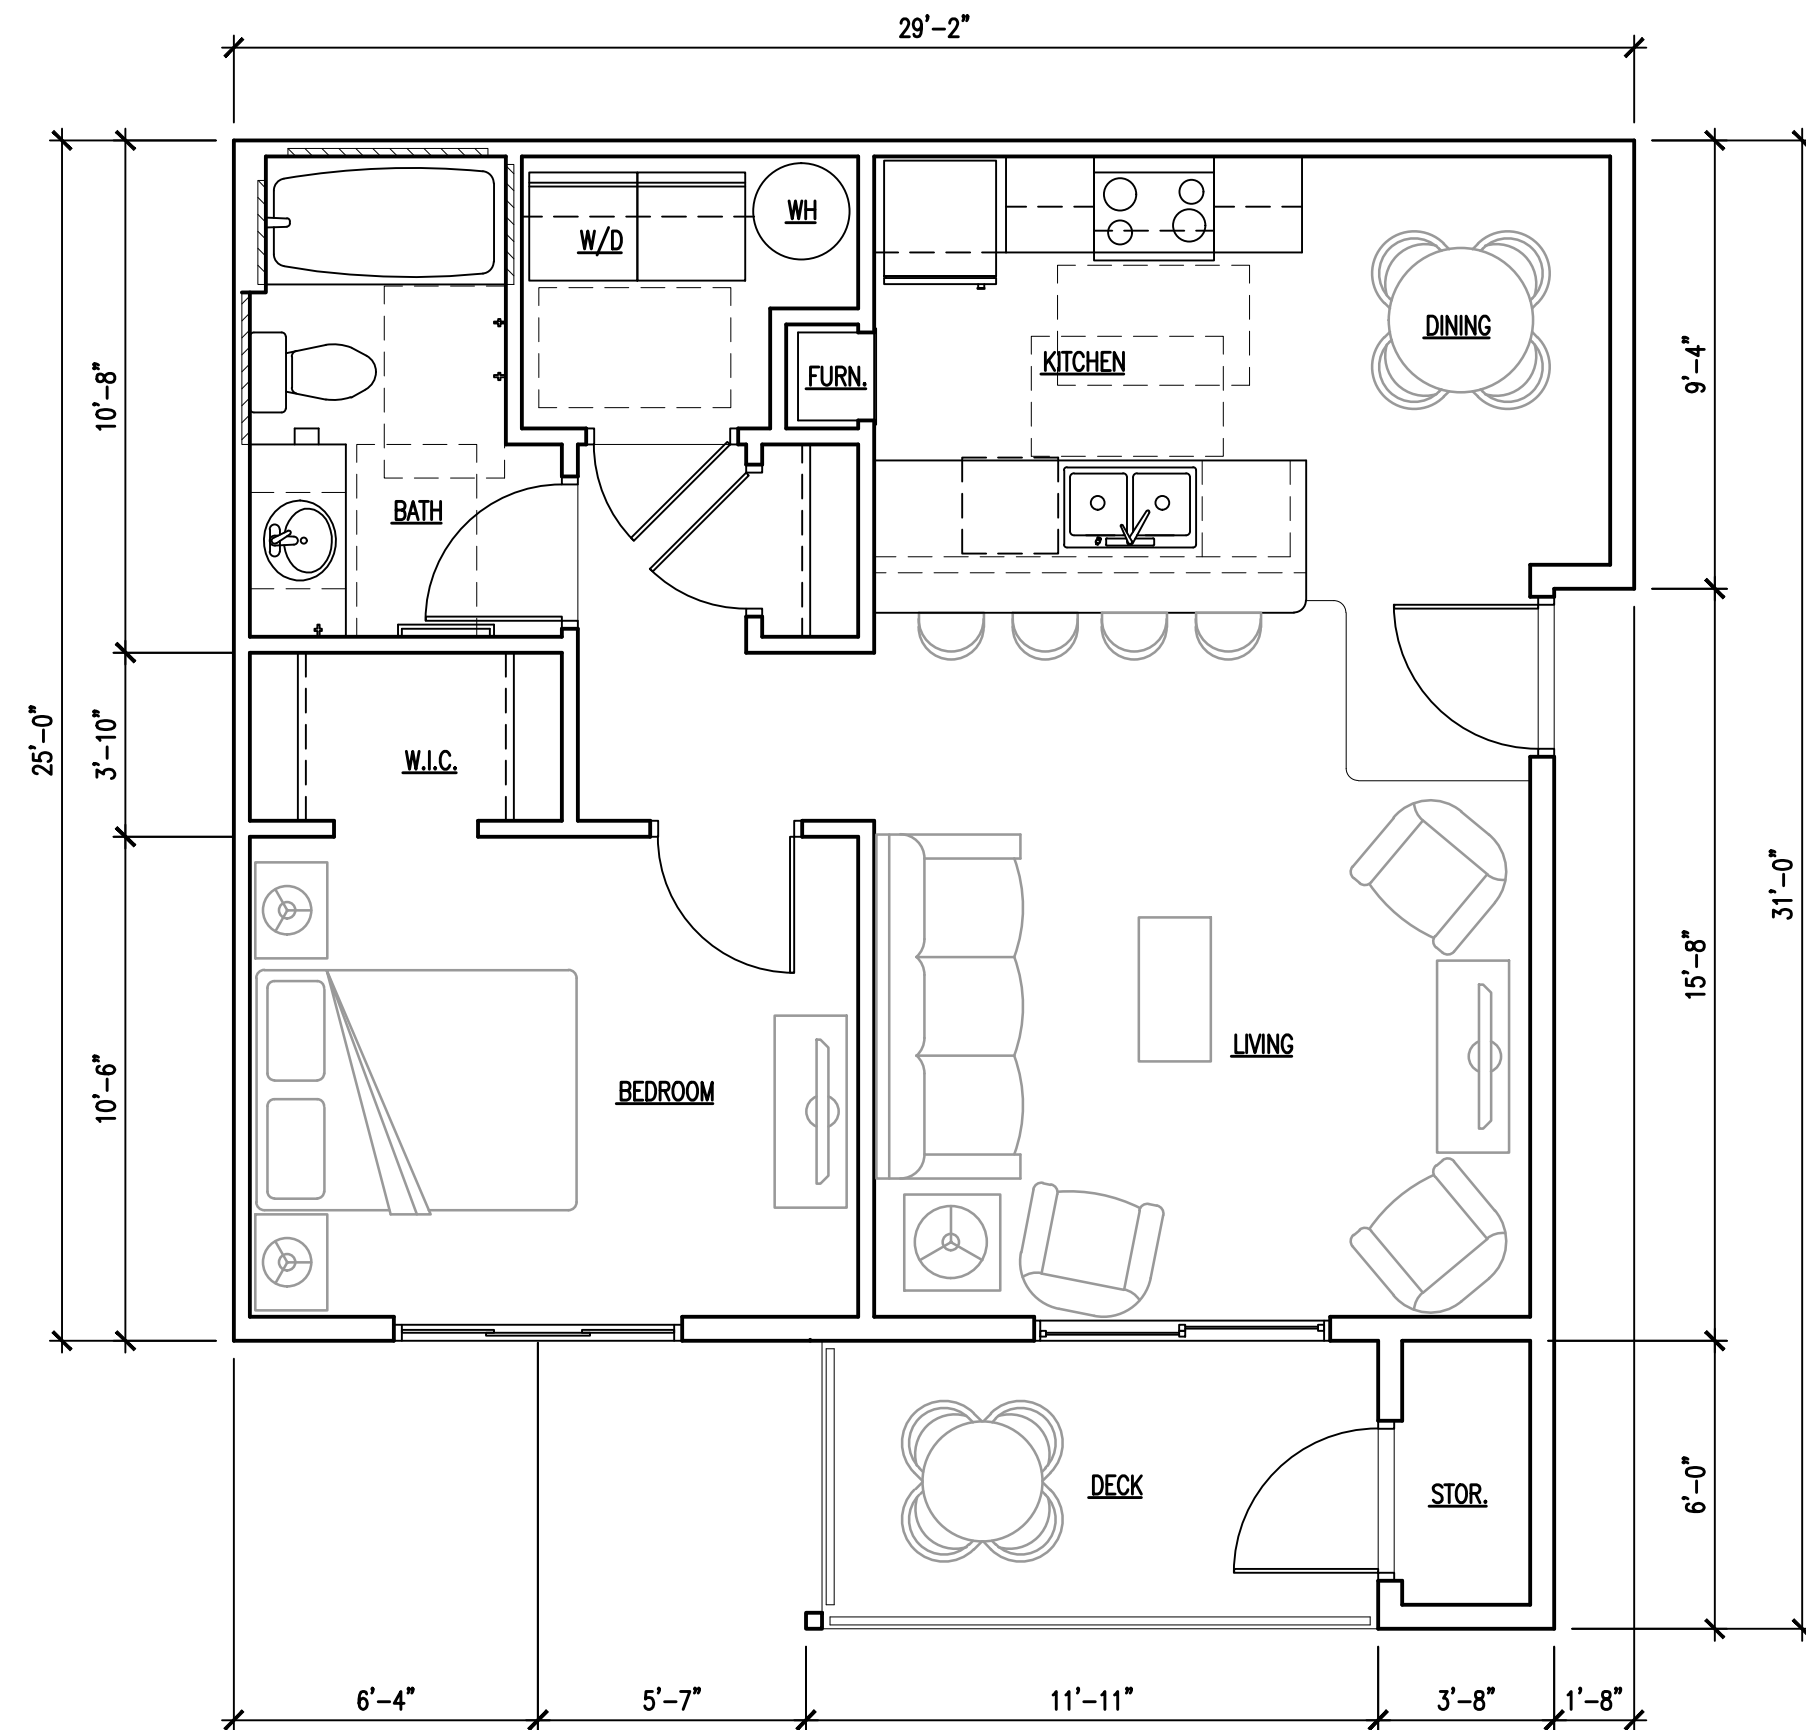 29'-2"
WH
W/D
DINING
9'-4"
KITCHEN
FURN.
10'-8"
BATH
25'-0"
3'-10"
W.I.C.
31'-0"
15'-8"
LIVING
10'-6"
BEDROOM
DECK
STOR.
6'-0"
6'-4"
5'-7"
11'-11"
3'-8"
1'-8"